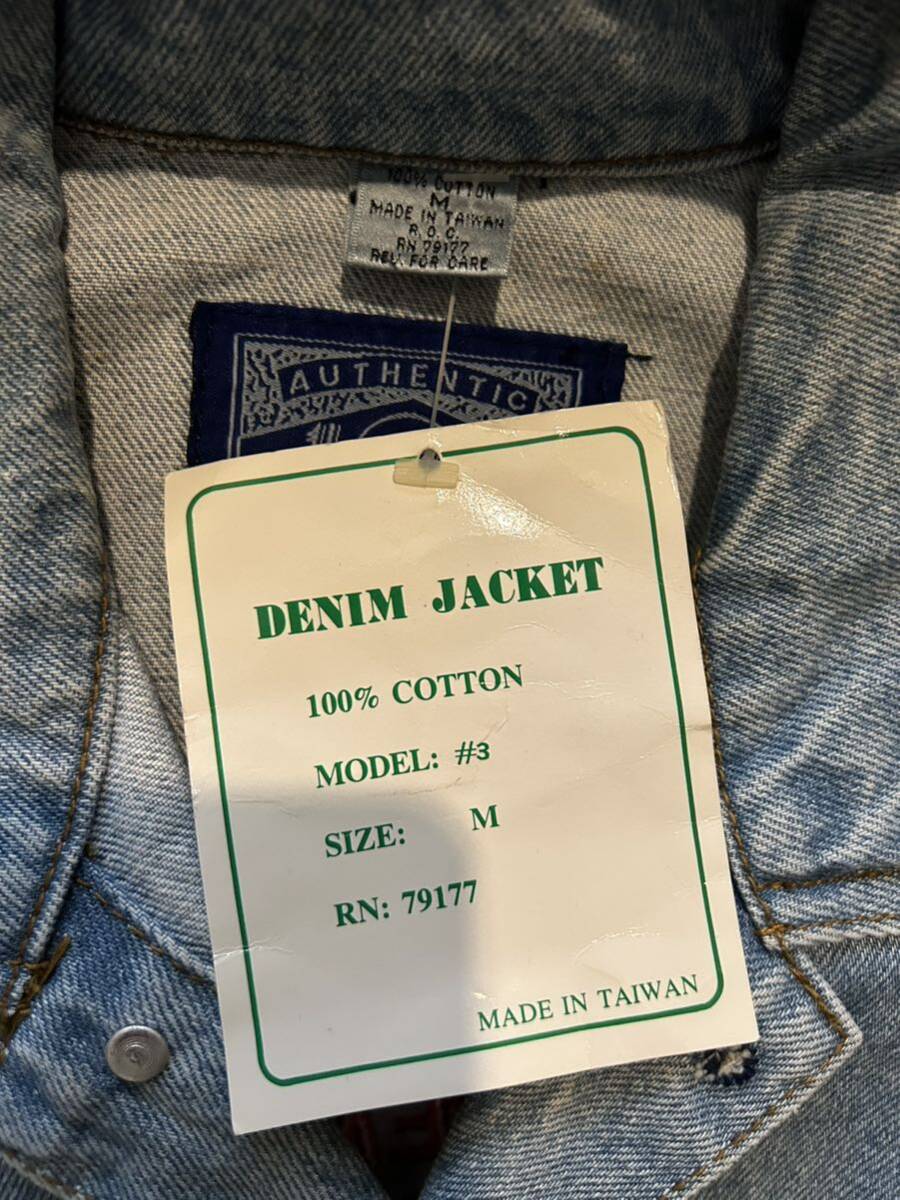 100% COTTON
M
MADE IN TAIWAN
R.O.C.
RN 79177
REV. FOR CARE
AUTHENTIC
DENIM JACKET
100% COTTON
MODEL: #3
SIZE: M
RN: 79177
MADE IN TAIWAN